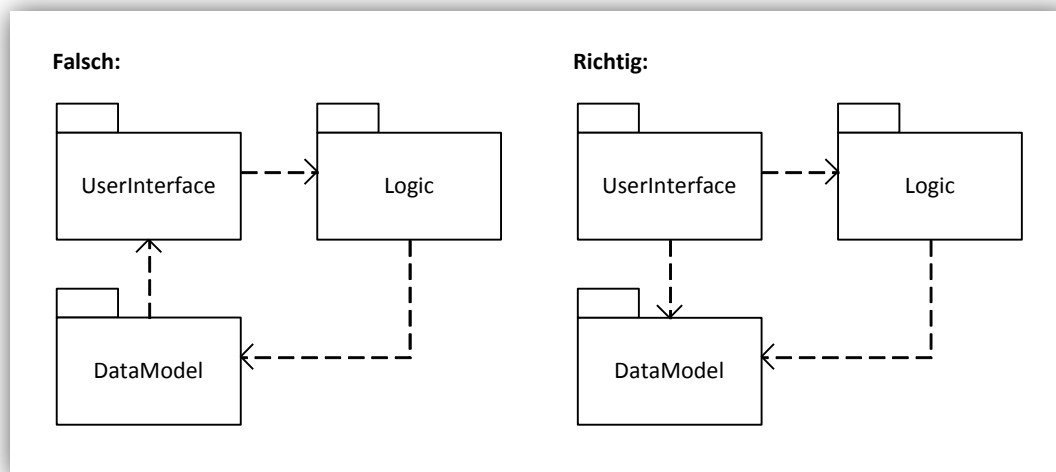 Falsch:
UserInterface
Logic
DataModel
Richtig:
UserInterface
Logic
DataModel